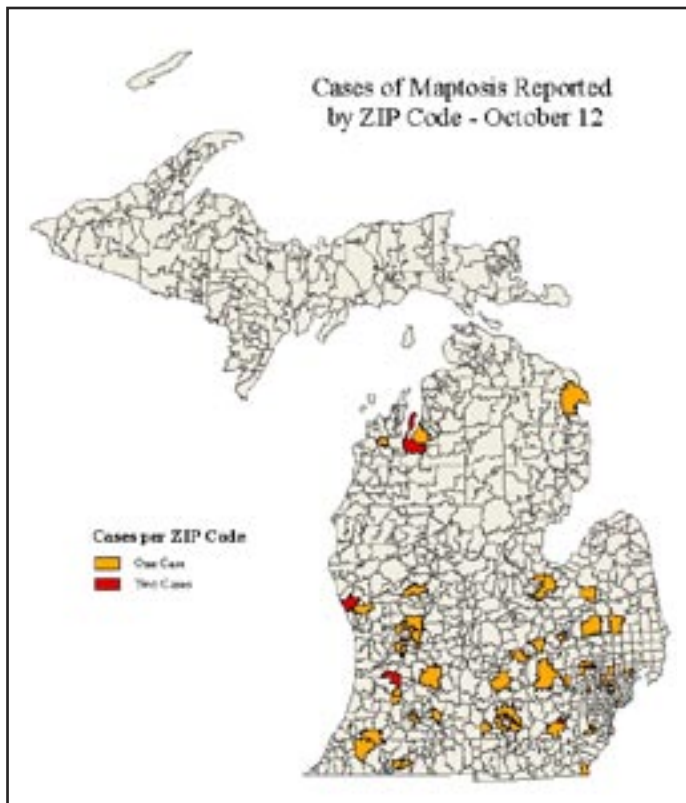 Cases of Maptosis Reported
by ZIP Code - October 12
Cases per ZIP Code
One Case
Two Cases